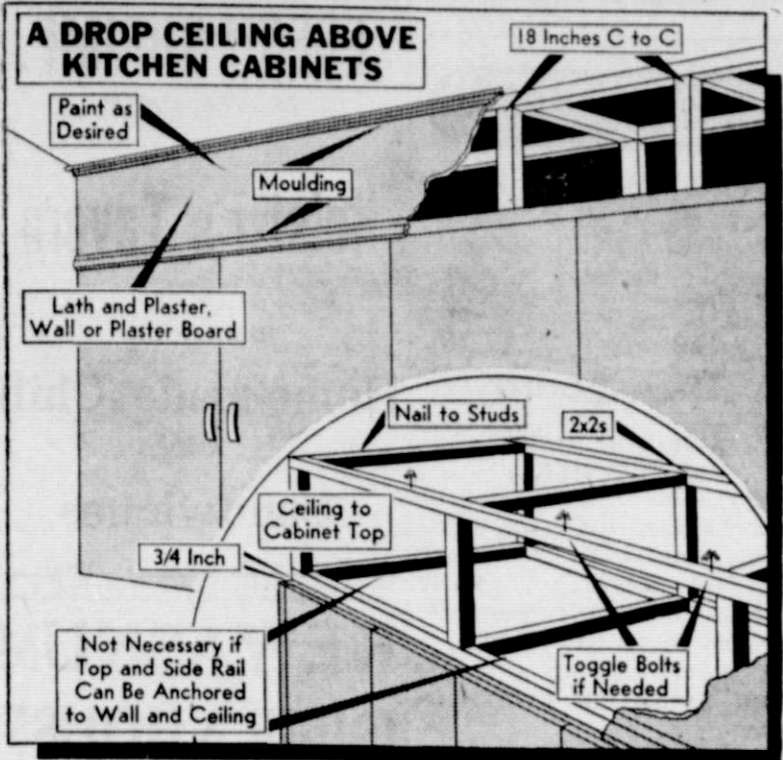 A DROP CEILING ABOVE
KITCHEN CABINETS
18 Inches C to C
Paint as
Desired
Moulding
Lath and Plaster,
Wall or Plaster Board
Nail to Studs
2x2s
Ceiling to
Cabinet Top
3/4 Inch
Not Necessary if
Top and Side Rail
Can Be Anchored
to Wall and Ceiling
Toggle Bolts
if Needed